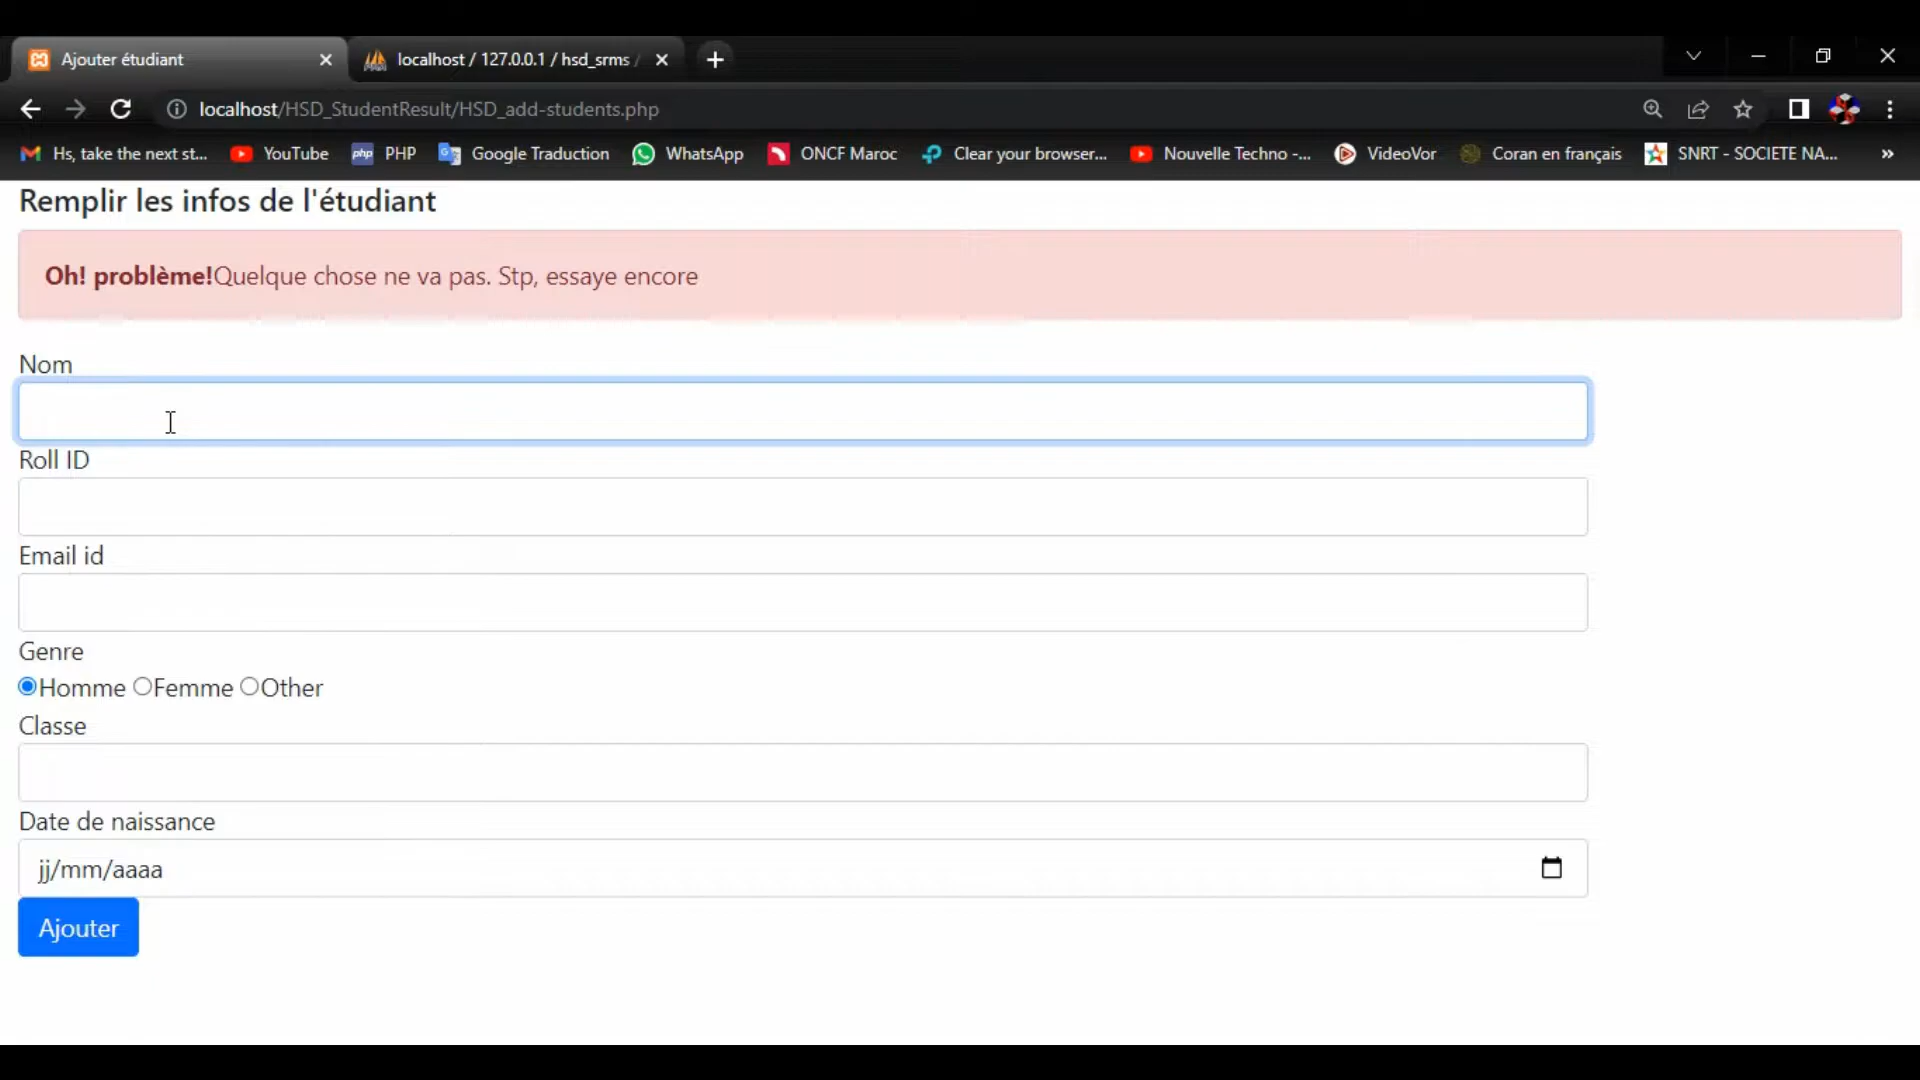 Ajouter étudiant
localhost / 127.0.0.1 / hsd_srms /
localhost/HSD_StudentResult/HSD_add-students.php
Hs, take the next st... YouTube php PHP Google Traduction WhatsApp ONCF Maroc Clear your browser... Nouvelle Techno -... VideoVor Coran en français SNRT - SOCIETE NA... »
Remplir les infos de l'étudiant
Oh! problème!Quelque chose ne va pas. Stp, essaye encore
Nom
Roll ID
Email id
Genre
Homme Femme Other
Classe
Date de naissance
jj/mm/aaaa
Ajouter